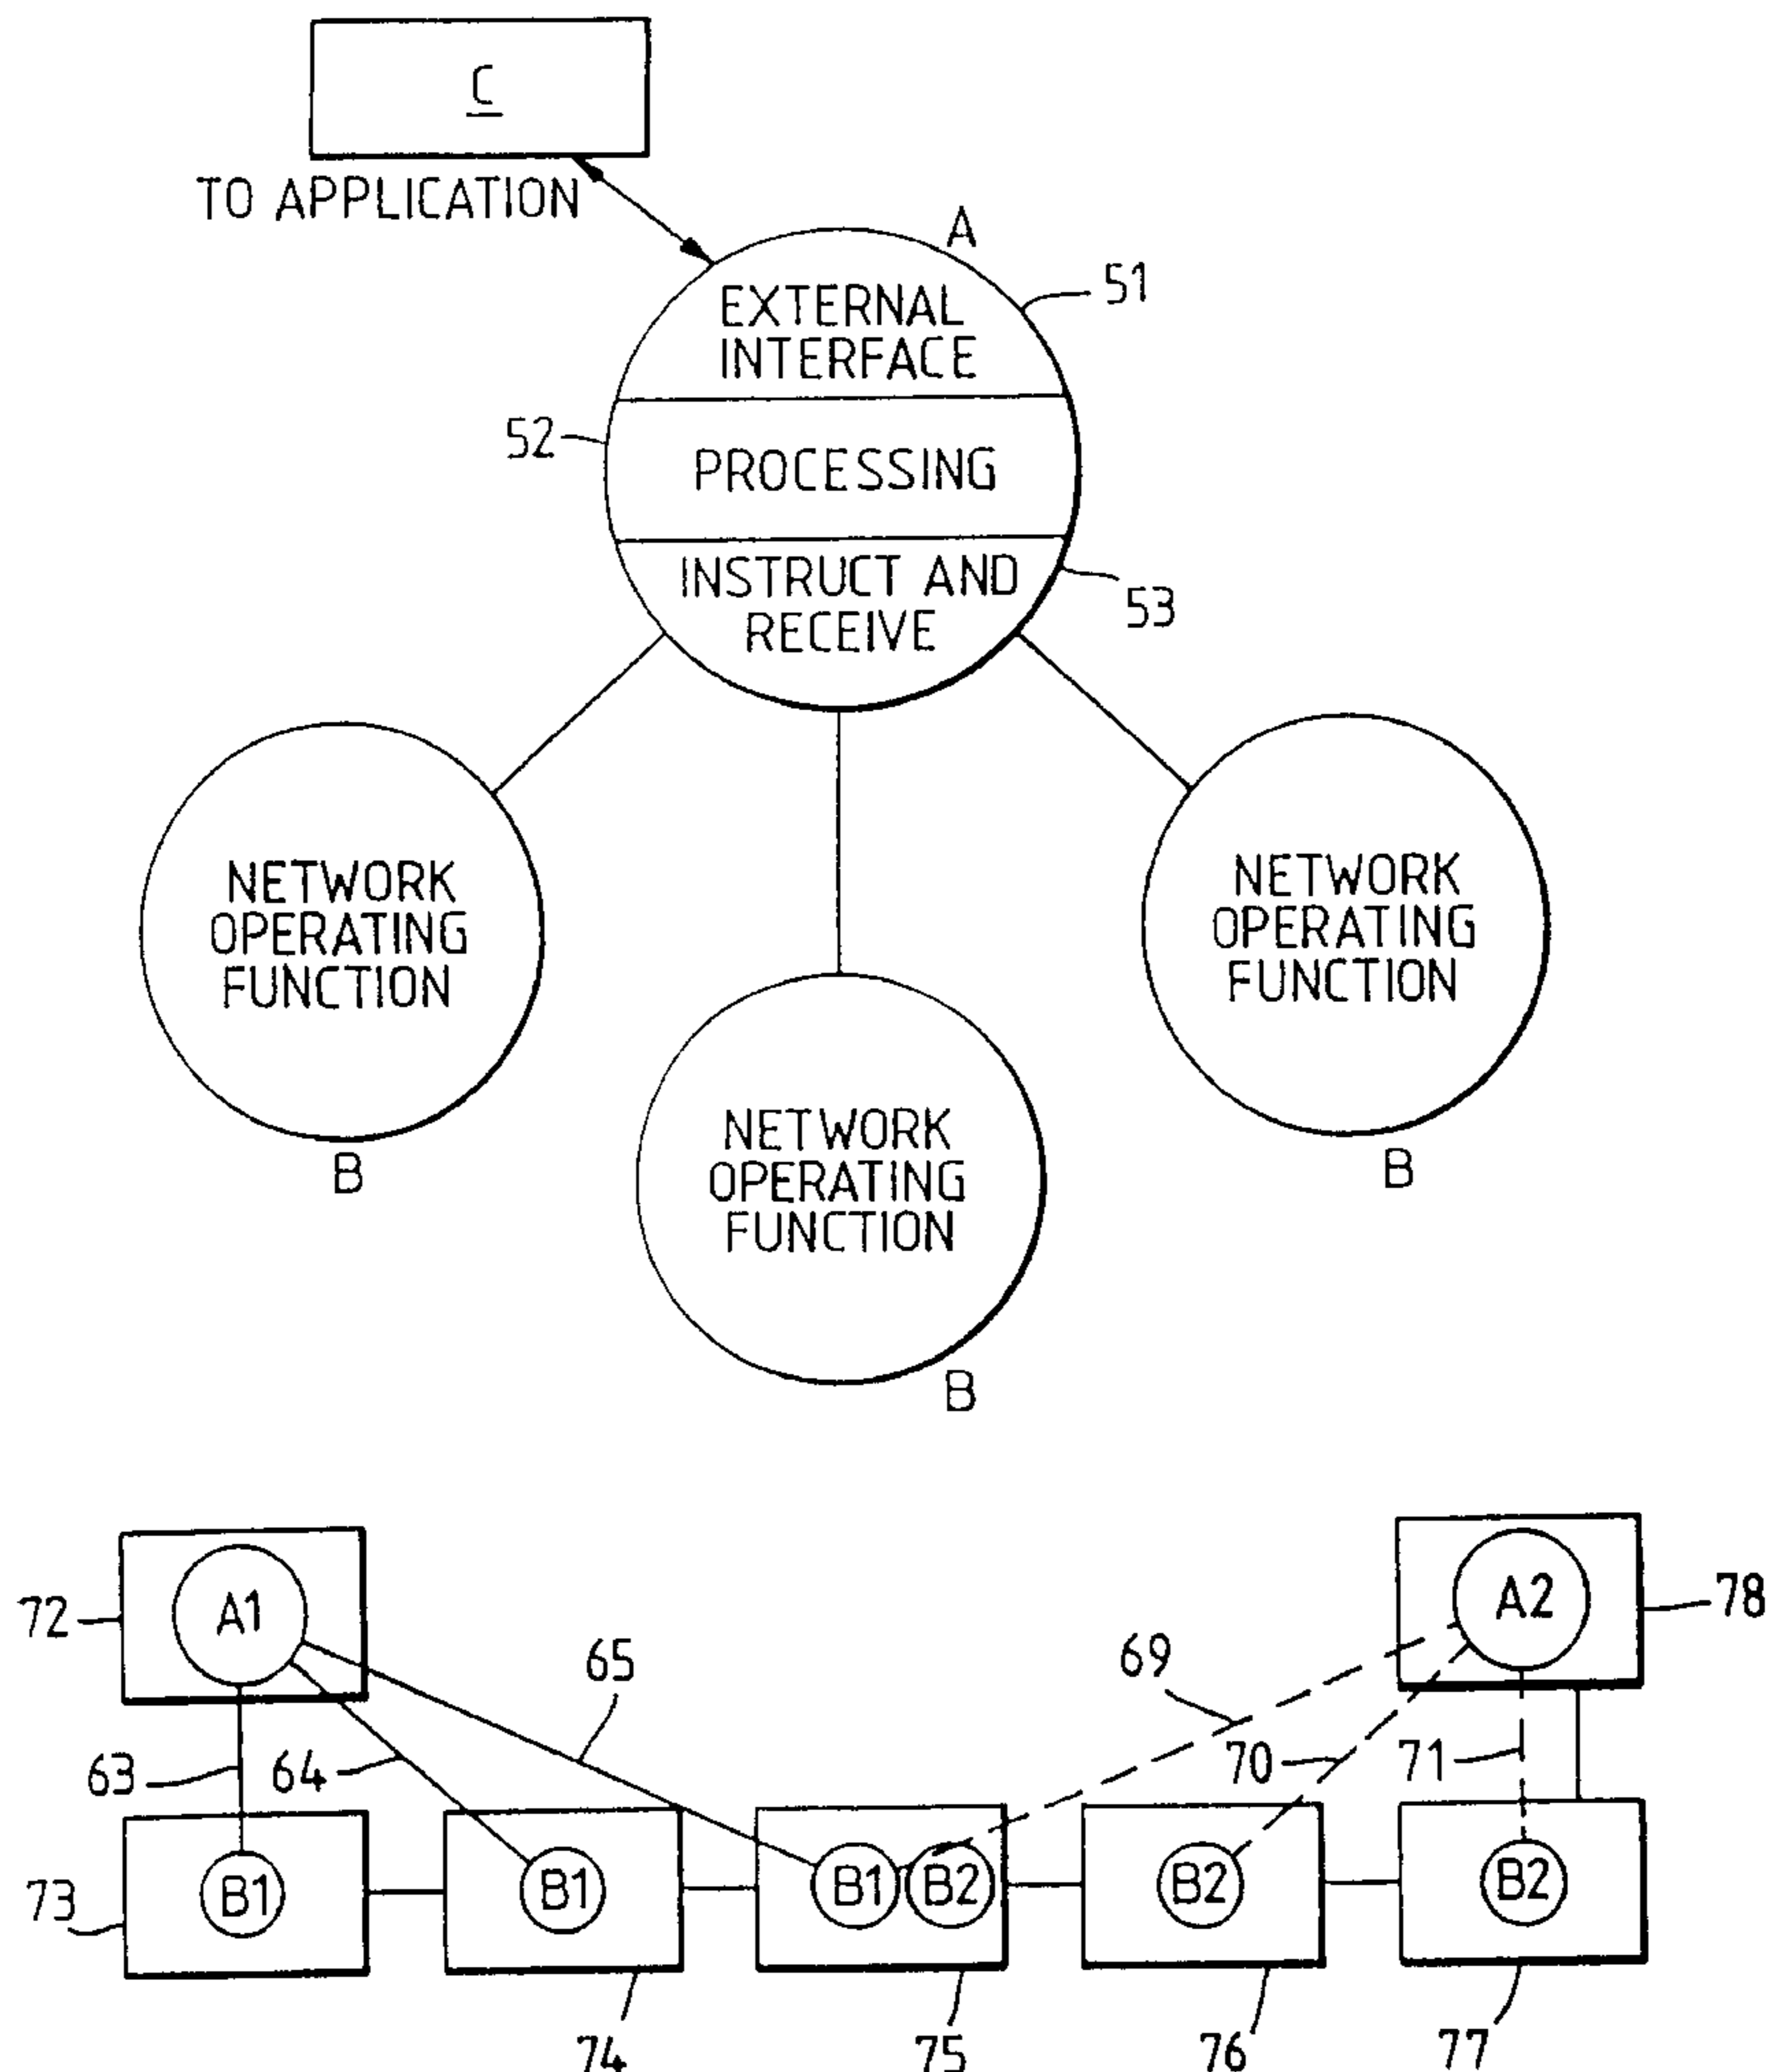 C
TO APPLICATION
A
51
EXTERNAL
INTERFACE
52
PROCESSING
INSTRUCT AND
RECEIVE
53
NETWORK
OPERATING
FUNCTION
B
NETWORK
OPERATING
FUNCTION
B
NETWORK
OPERATING
FUNCTION
B
72
A1
65
69
A2
78
63
64
70
71
73
B1
B1
B1
B2
B2
B2
74
75
76
77